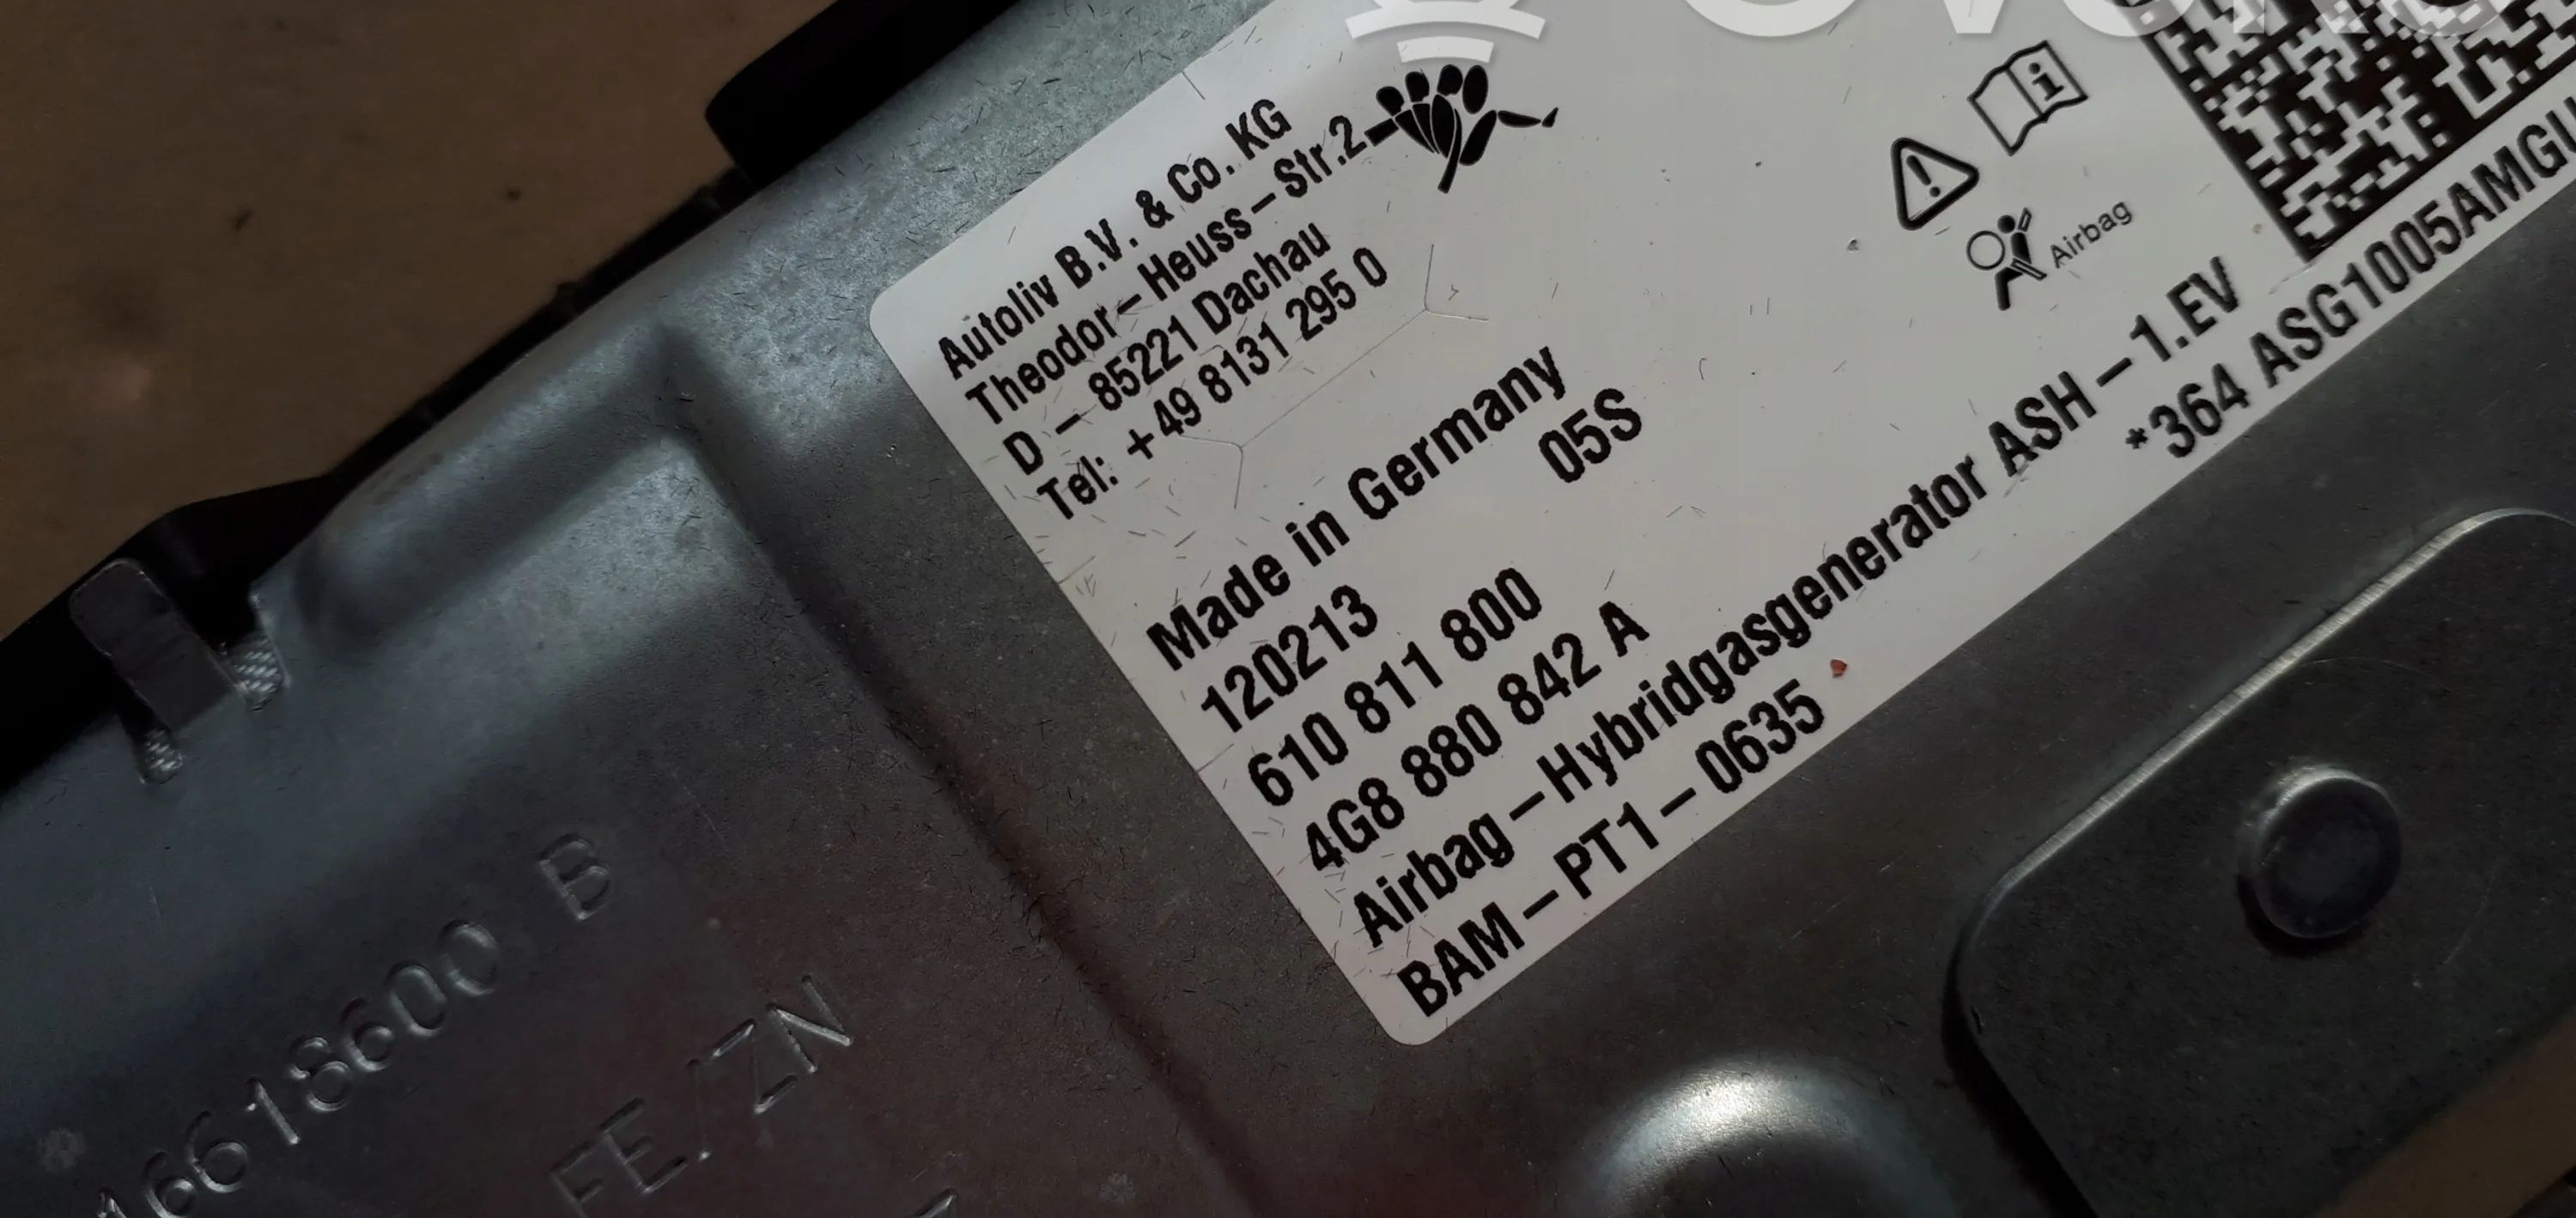 Autoliv B.V. & Co. KG
Theodor-Heuss-Str.2
D - 85221 Dachau
Tel: +49 8131 295 0
Made in Germany
05S
120213
610 811 800
4G8 880 842 A
Airbag-Hybridgasgenerator ASH-1.EV
BAM-PT1-0635
Airbag
*364 ASG1005AMGU
16618600 B
FE/ZN